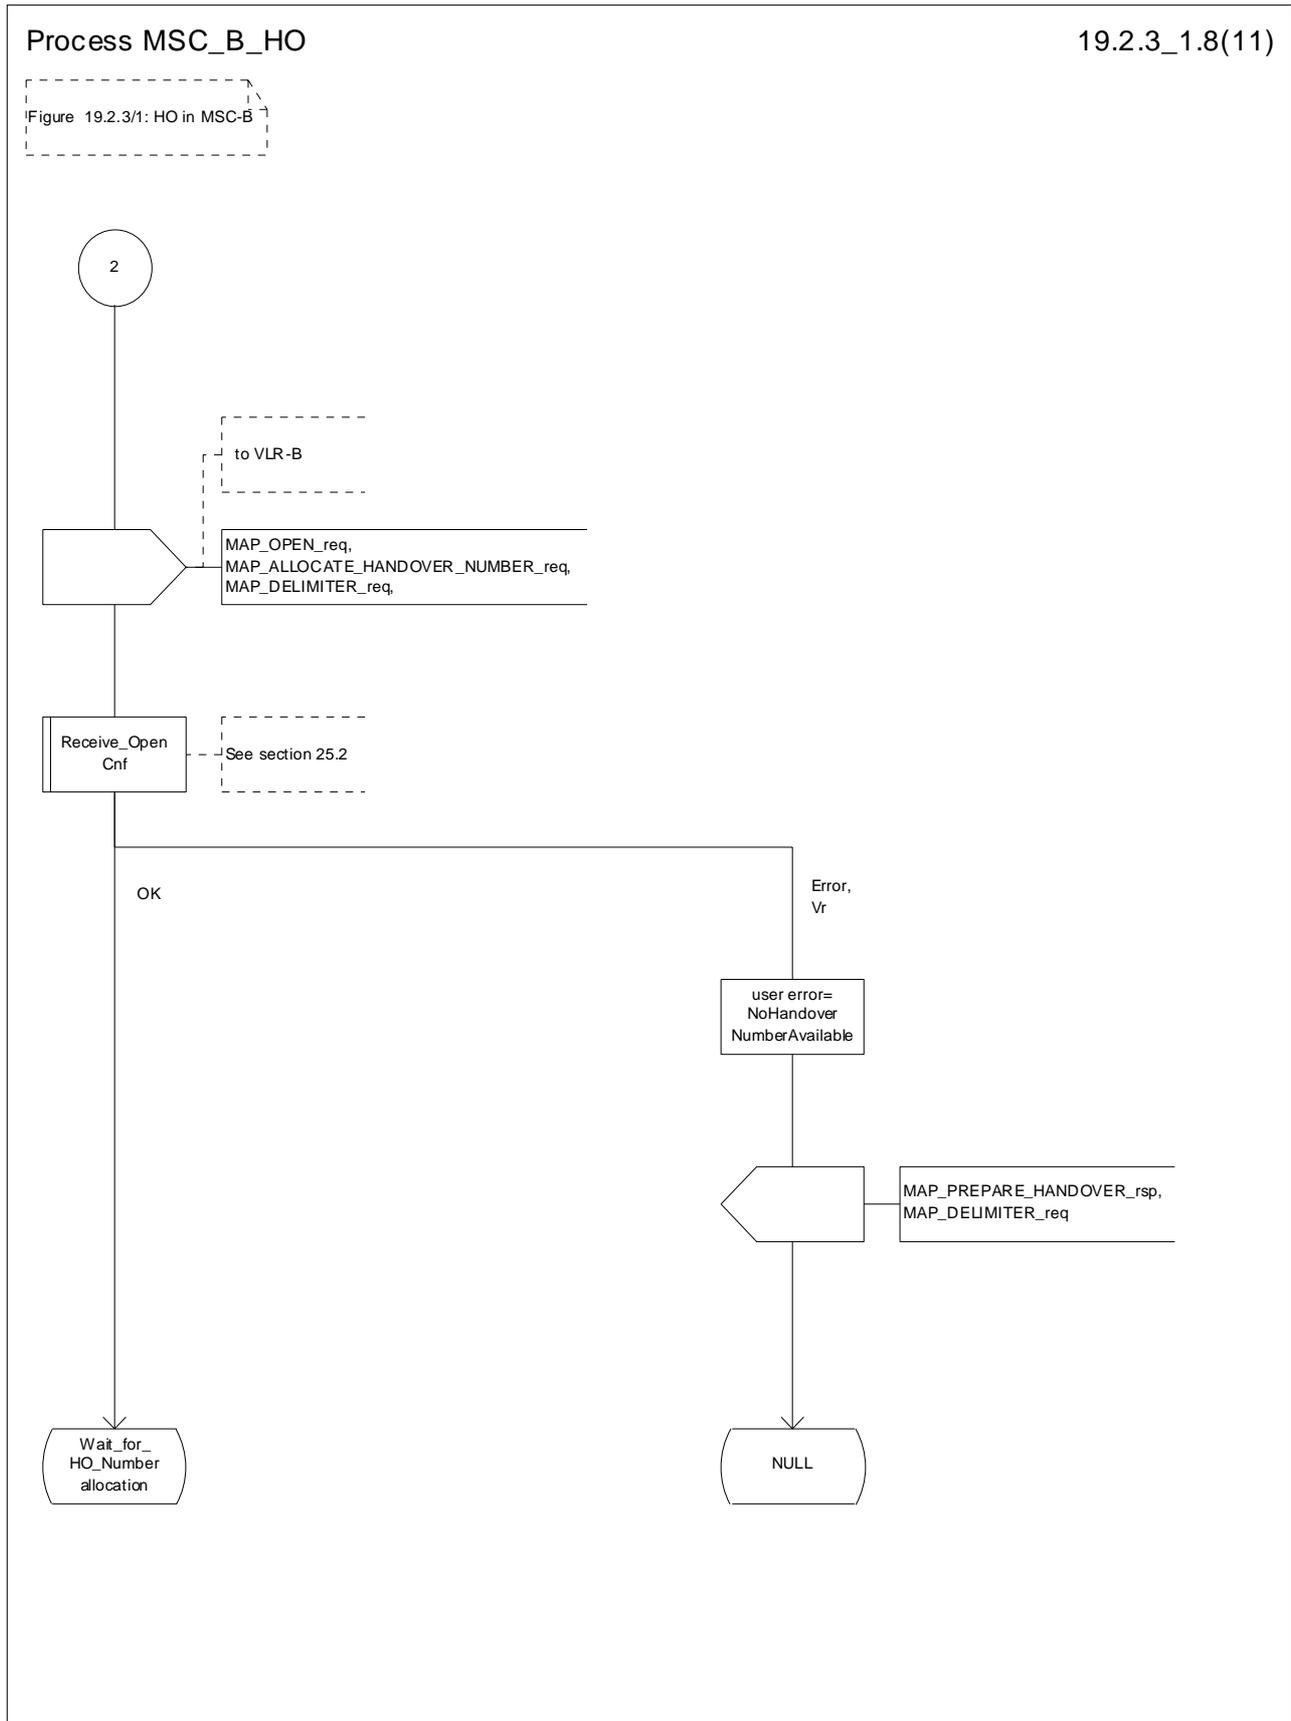 Process MSC_B_HO
19.2.3_1.8(11)
Figure 19.2.3/1: HO in MSC-B
2
to VLR-B
MAP_OPEN_req,
MAP_ALLOCATE_HANDOVER_NUMBER_req,
MAP_DELIMITER_req,
Receive_Open
Cnf
See section 25.2
OK
Error,
Vr
user error=
NoHandover
NumberAvailable
MAP_PREPARE_HANDOVER_rsp,
MAP_DELIMITER_req
Wait_for_
HO_Number
allocation
NULL